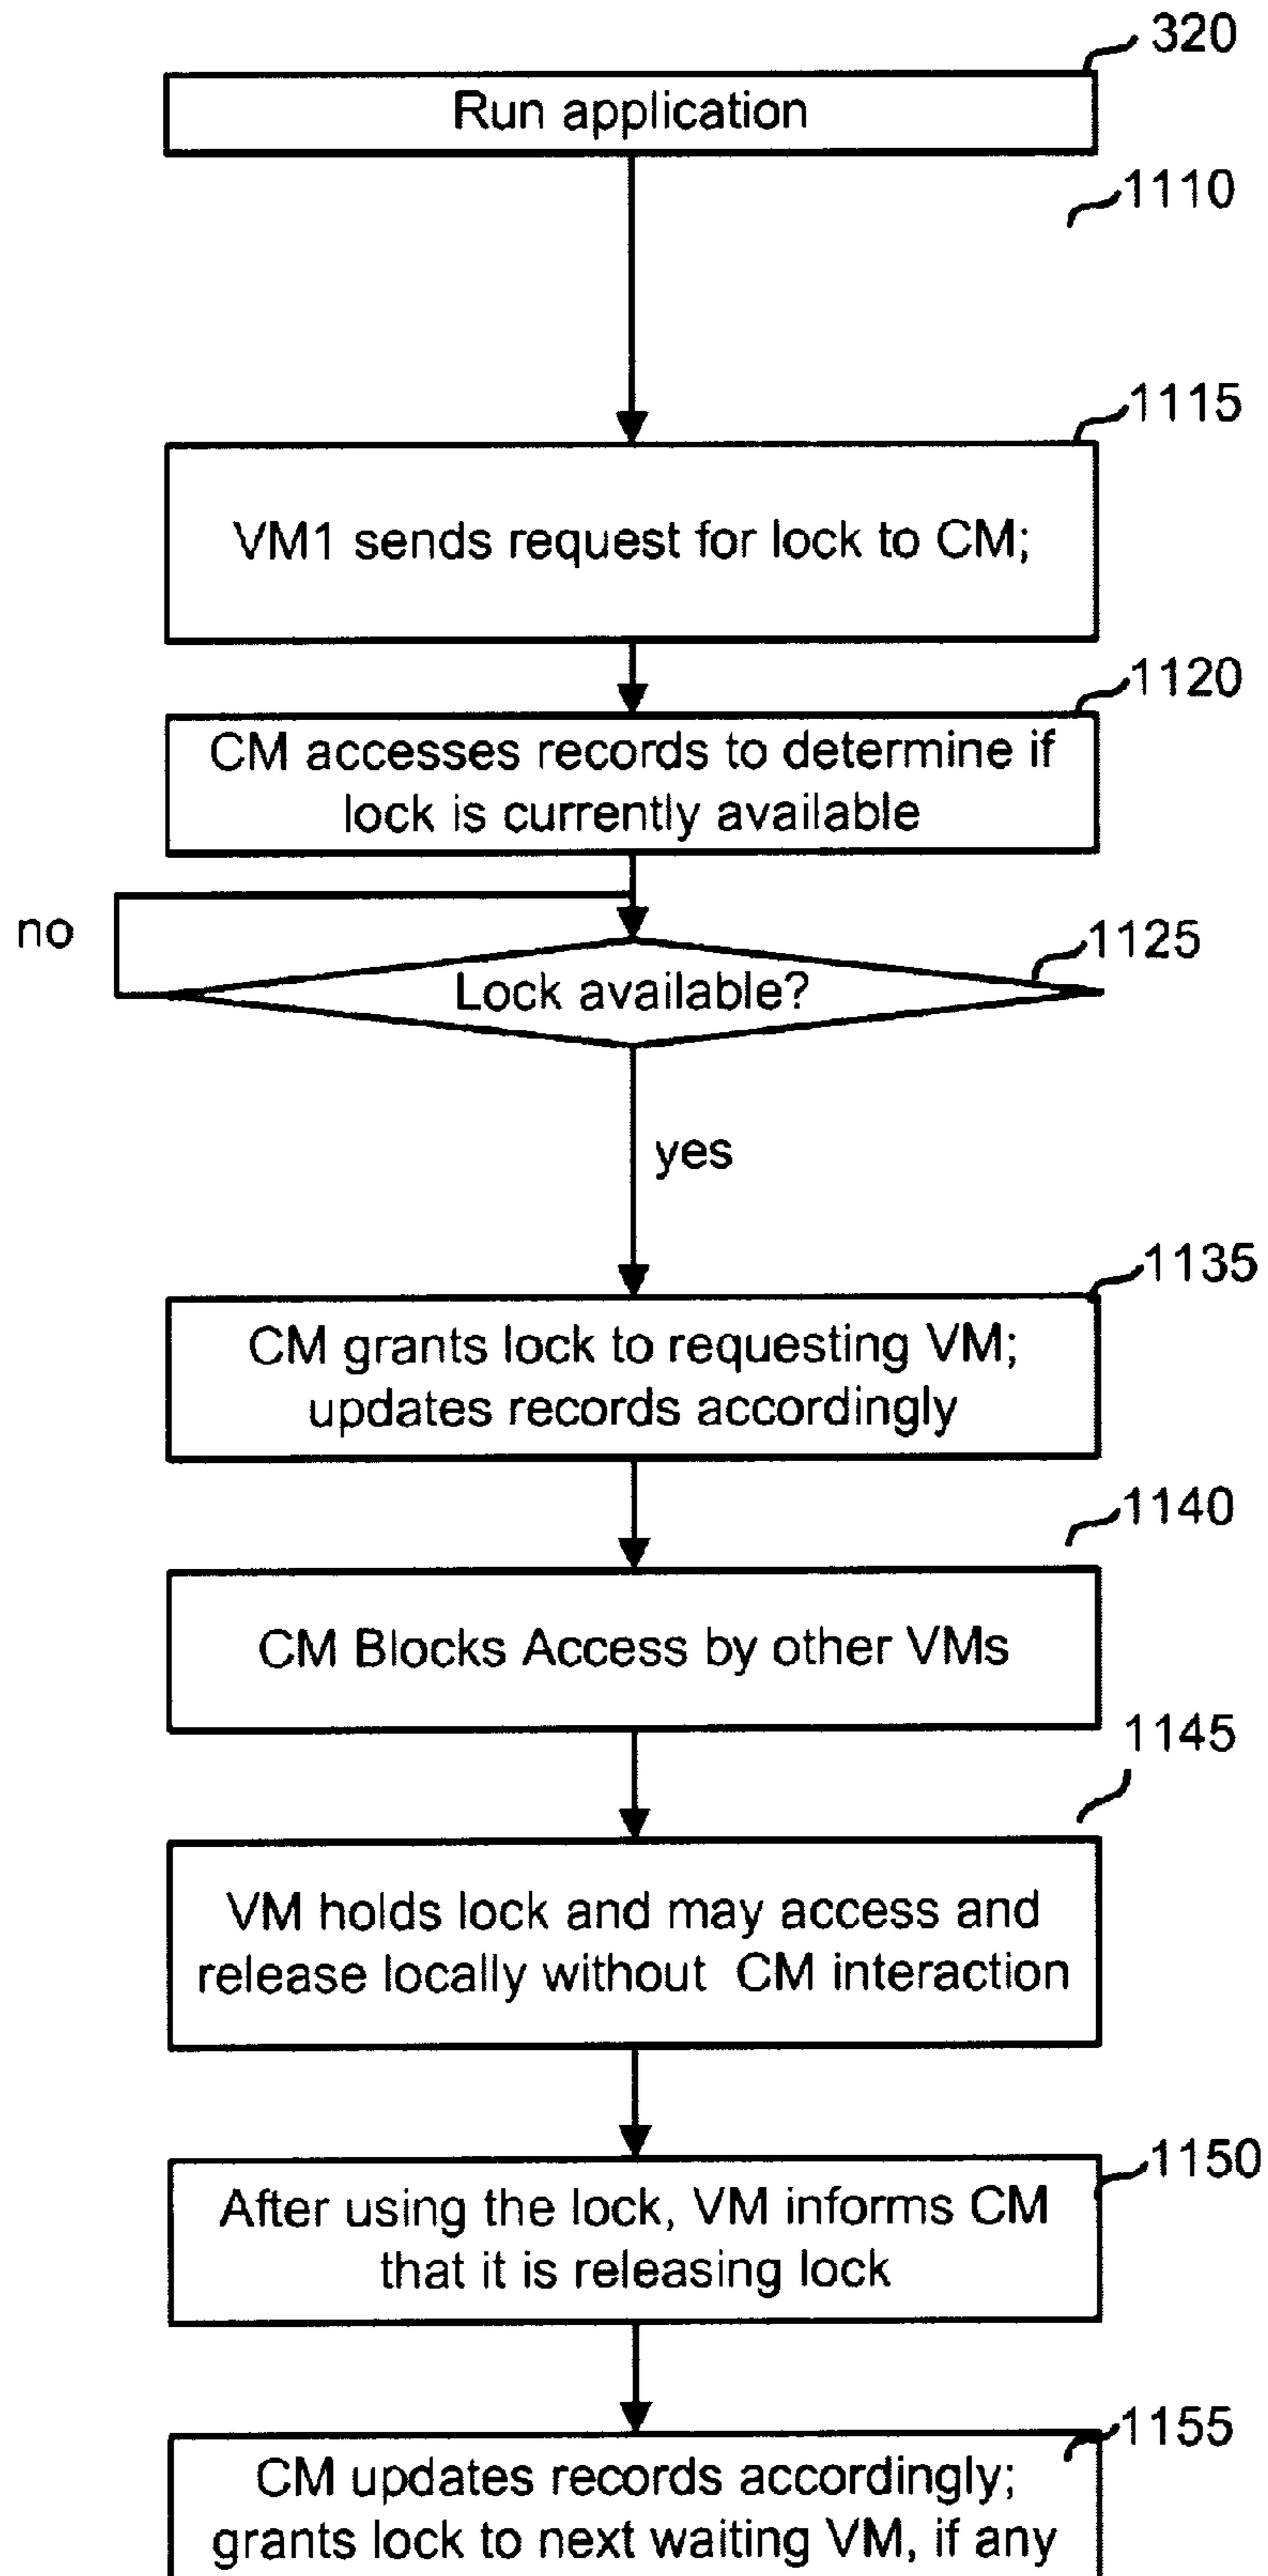 320
Run application
1110
1115
VM1 sends request for lock to CM;
1120
CM accesses records to determine if
lock is currently available
no
1125
Lock available?
yes
1135
CM grants lock to requesting VM;
updates records accordingly
1140
CM Blocks Access by other VMs
1145
VM holds lock and may access and
release locally without CM interaction
1150
After using the lock, VM informs CM
that it is releasing lock
1155
CM updates records accordingly;
grants lock to next waiting VM, if any